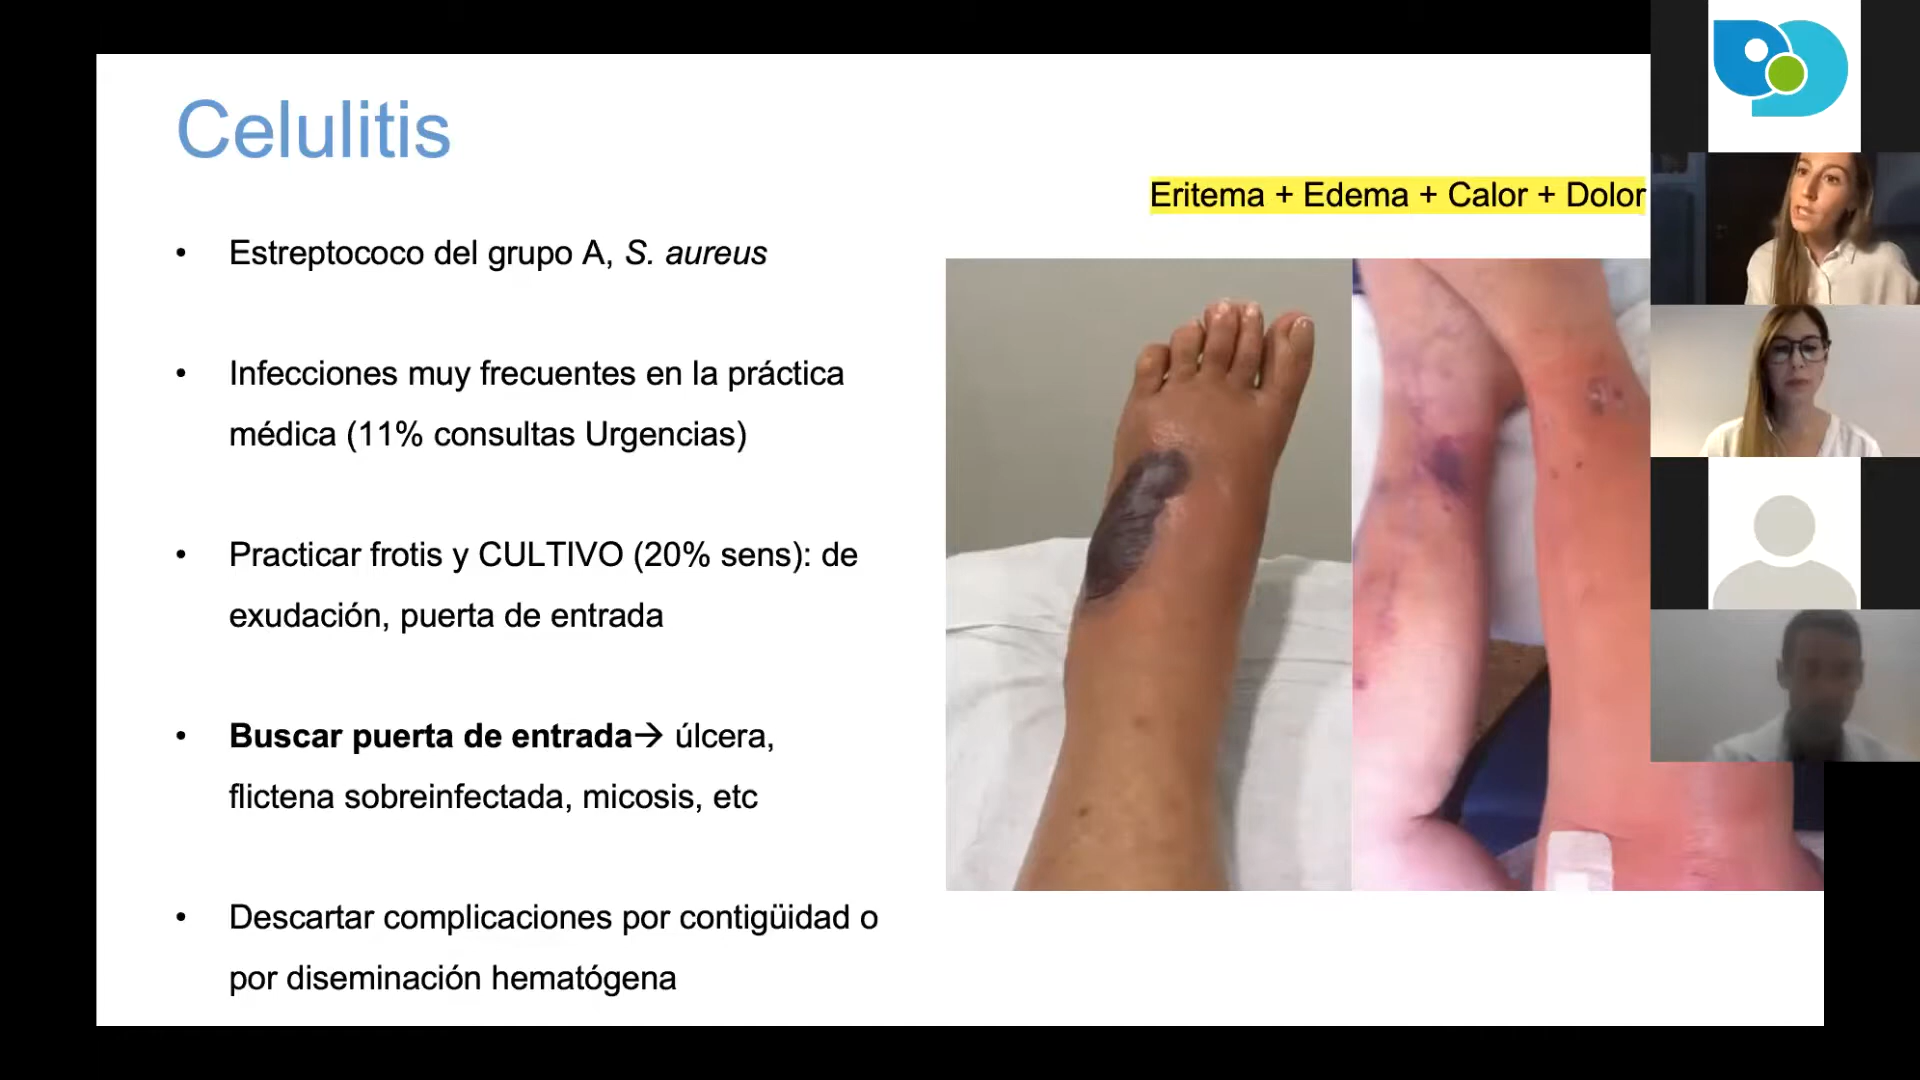 Celulitis
Eritema + Edema + Calor + Dolor
• Estreptococo del grupo A, S. aureus
• Infecciones muy frecuentes en la práctica
médica (11% consultas Urgencias)
• Practicar frotis y CULTIVO (20% sens): de
exudación, puerta de entrada
• Buscar puerta de entrada→ úlcera,
flictena sobreinfectada, micosis, etc
• Descartar complicaciones por contigüidad o
por diseminación hematógena